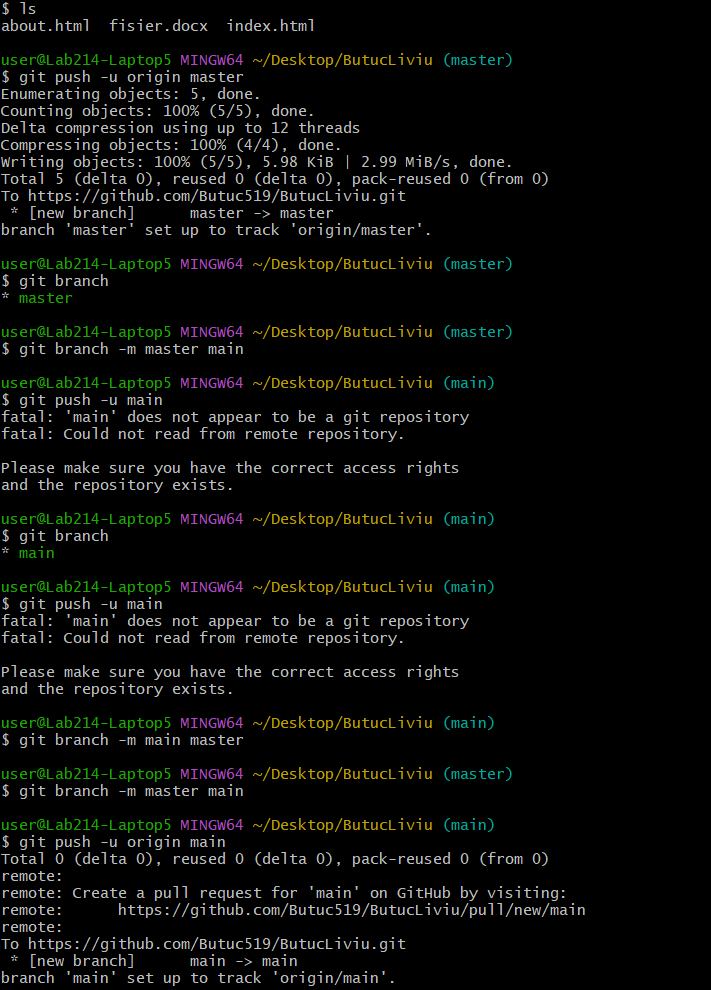 $ ls
about.html  fisier.docx  index.html

user@Lab214-Laptop5 MINGW64 ~/Desktop/ButucLiviu (master)
$ git push -u origin master
Enumerating objects: 5, done.
Counting objects: 100% (5/5), done.
Delta compression using up to 12 threads
Compressing objects: 100% (4/4), done.
Writing objects: 100% (5/5), 5.98 KiB | 2.99 MiB/s, done.
Total 5 (delta 0), reused 0 (delta 0), pack-reused 0 (from 0)
To https://github.com/Butuc519/ButucLiviu.git
 * [new branch]      master -> master
branch 'master' set up to track 'origin/master'.

user@Lab214-Laptop5 MINGW64 ~/Desktop/ButucLiviu (master)
$ git branch
* master

user@Lab214-Laptop5 MINGW64 ~/Desktop/ButucLiviu (master)
$ git branch -m master main

user@Lab214-Laptop5 MINGW64 ~/Desktop/ButucLiviu (main)
$ git push -u main
fatal: 'main' does not appear to be a git repository
fatal: Could not read from remote repository.

Please make sure you have the correct access rights
and the repository exists.

user@Lab214-Laptop5 MINGW64 ~/Desktop/ButucLiviu (main)
$ git branch
* main

user@Lab214-Laptop5 MINGW64 ~/Desktop/ButucLiviu (main)
$ git push -u main
fatal: 'main' does not appear to be a git repository
fatal: Could not read from remote repository.

Please make sure you have the correct access rights
and the repository exists.

user@Lab214-Laptop5 MINGW64 ~/Desktop/ButucLiviu (main)
$ git branch -m main master

user@Lab214-Laptop5 MINGW64 ~/Desktop/ButucLiviu (master)
$ git branch -m master main

user@Lab214-Laptop5 MINGW64 ~/Desktop/ButucLiviu (main)
$ git push -u origin main
Total 0 (delta 0), reused 0 (delta 0), pack-reused 0 (from 0)
remote:
remote: Create a pull request for 'main' on GitHub by visiting:
remote:      https://github.com/Butuc519/ButucLiviu/pull/new/main
remote:
To https://github.com/Butuc519/ButucLiviu.git
 * [new branch]      main -> main
branch 'main' set up to track 'origin/main'.